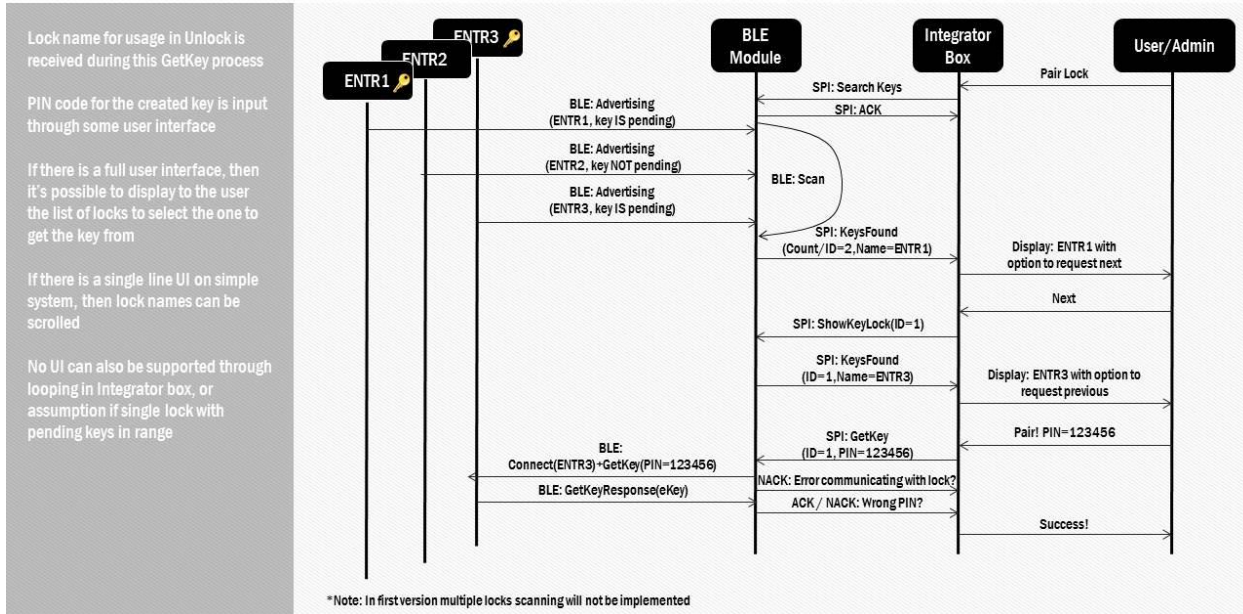 Lock name for usage in Unlock is
received during this GetKey process
PIN code for the created key is input
through some user interface
If there is a full user interface, then
it's possible to display to the user
the list of locks to select the one to
get the key from
If there is a single line UI on simple
system, then lock names can be
scrolled
No UI can also be supported through
looping in Integrator box, or
assumption if single lock with
pending keys in range
ENTR3
ENTR2
ENTR1
BLE
Module
Integrator
Box
User/Admin
Pair Lock
SPI: Search Keys
SPI: ACK
BLE: Advertising
(ENTR1, key IS pending)
BLE: Advertising
(ENTR2, key NOT pending)
BLE: Scan
BLE: Advertising
(ENTR3, key IS pending)
SPI: KeysFound
(Count/ID=2,Name=ENTR1)
Display: ENTR1 with
option to request next
Next
SPI: ShowKeyLock(ID=1)
SPI: KeysFound
(ID=1,Name=ENTR3)
Display: ENTR3 with option to
request previous
Pair! PIN=123456
SPI: GetKey
(ID=1, PIN=123456)
BLE:
Connect(ENTR3)+GetKey(PIN=123456)
NACK: Error communicating with lock?
BLE: GetKeyResponse(eKey)
ACK / NACK: Wrong PIN?
Success!
*Note: In first version multiple locks scanning will not be implemented